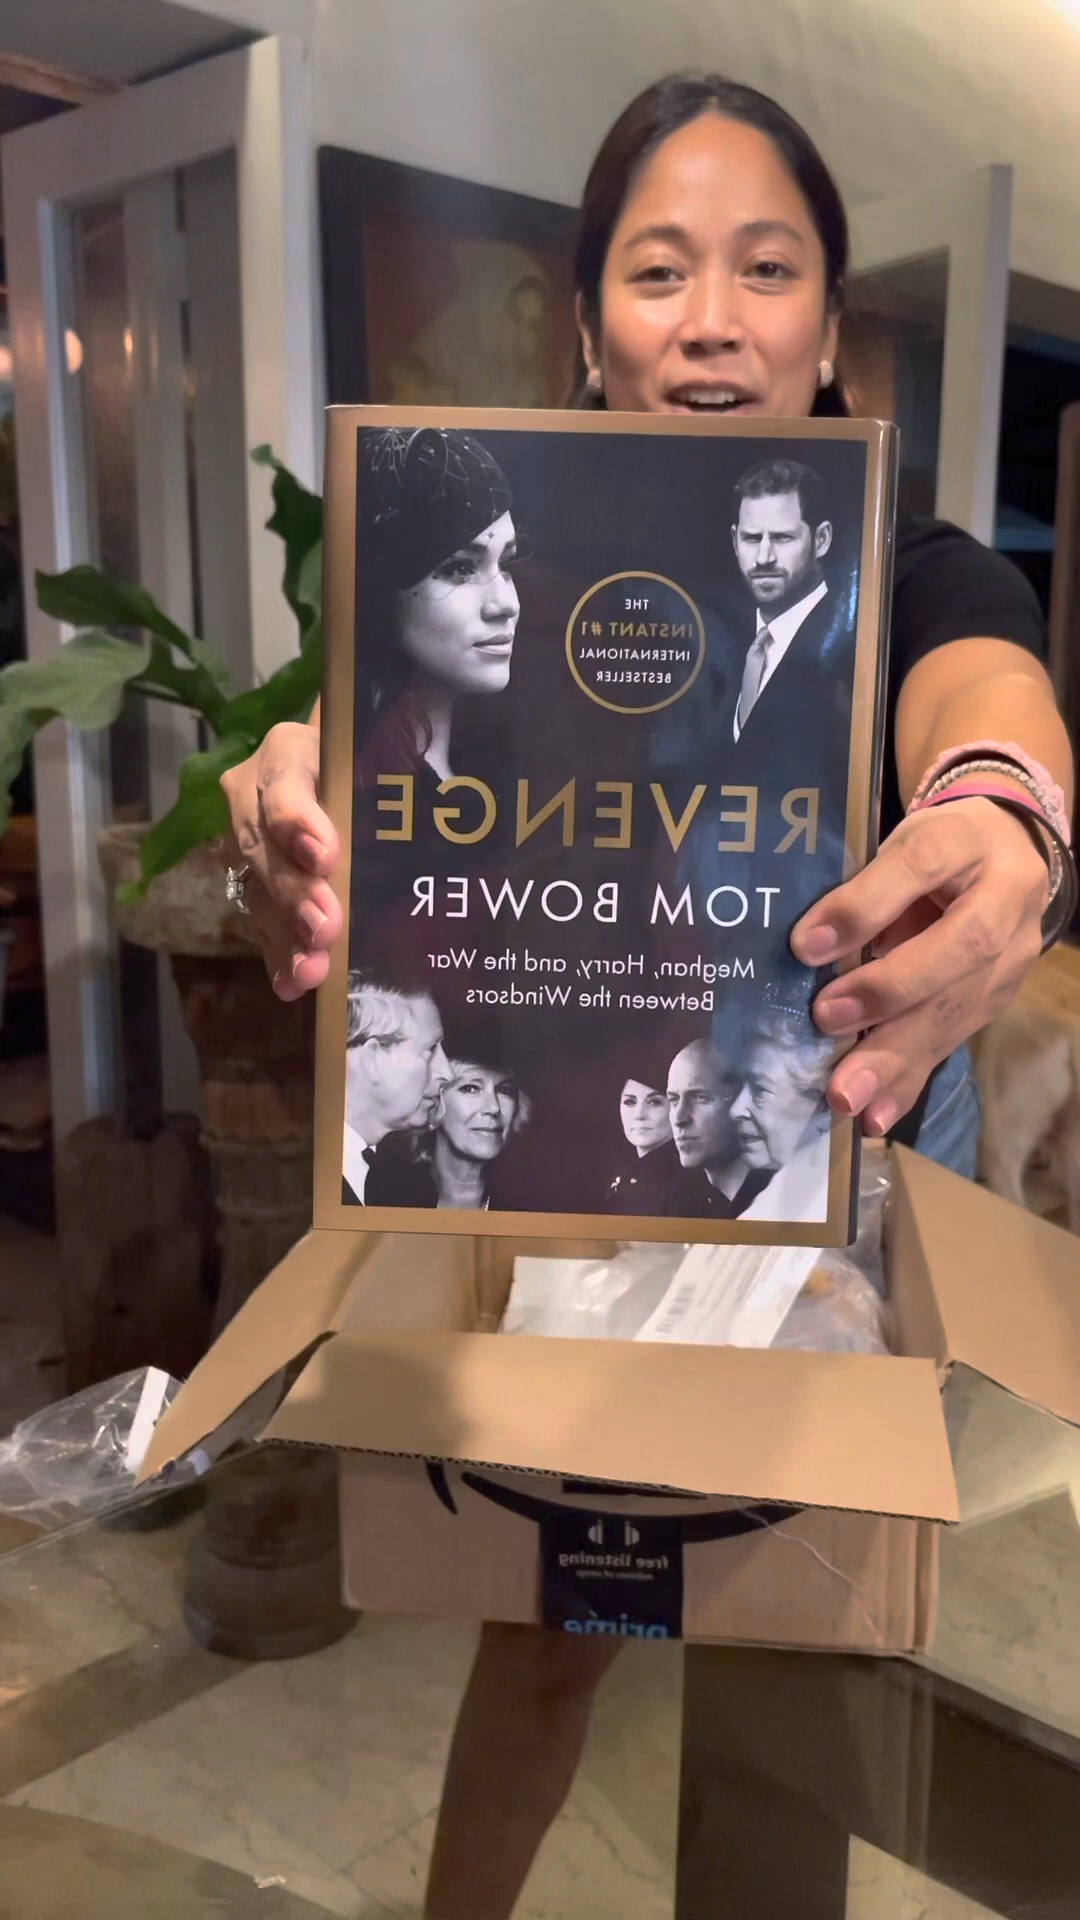 THE
INSTANT #1
INTERNATIONAL
BESTSELLER
REVENGE
TOM BOWER
Meghan, Harry, and the War
Between the Windsors
free listening
prime